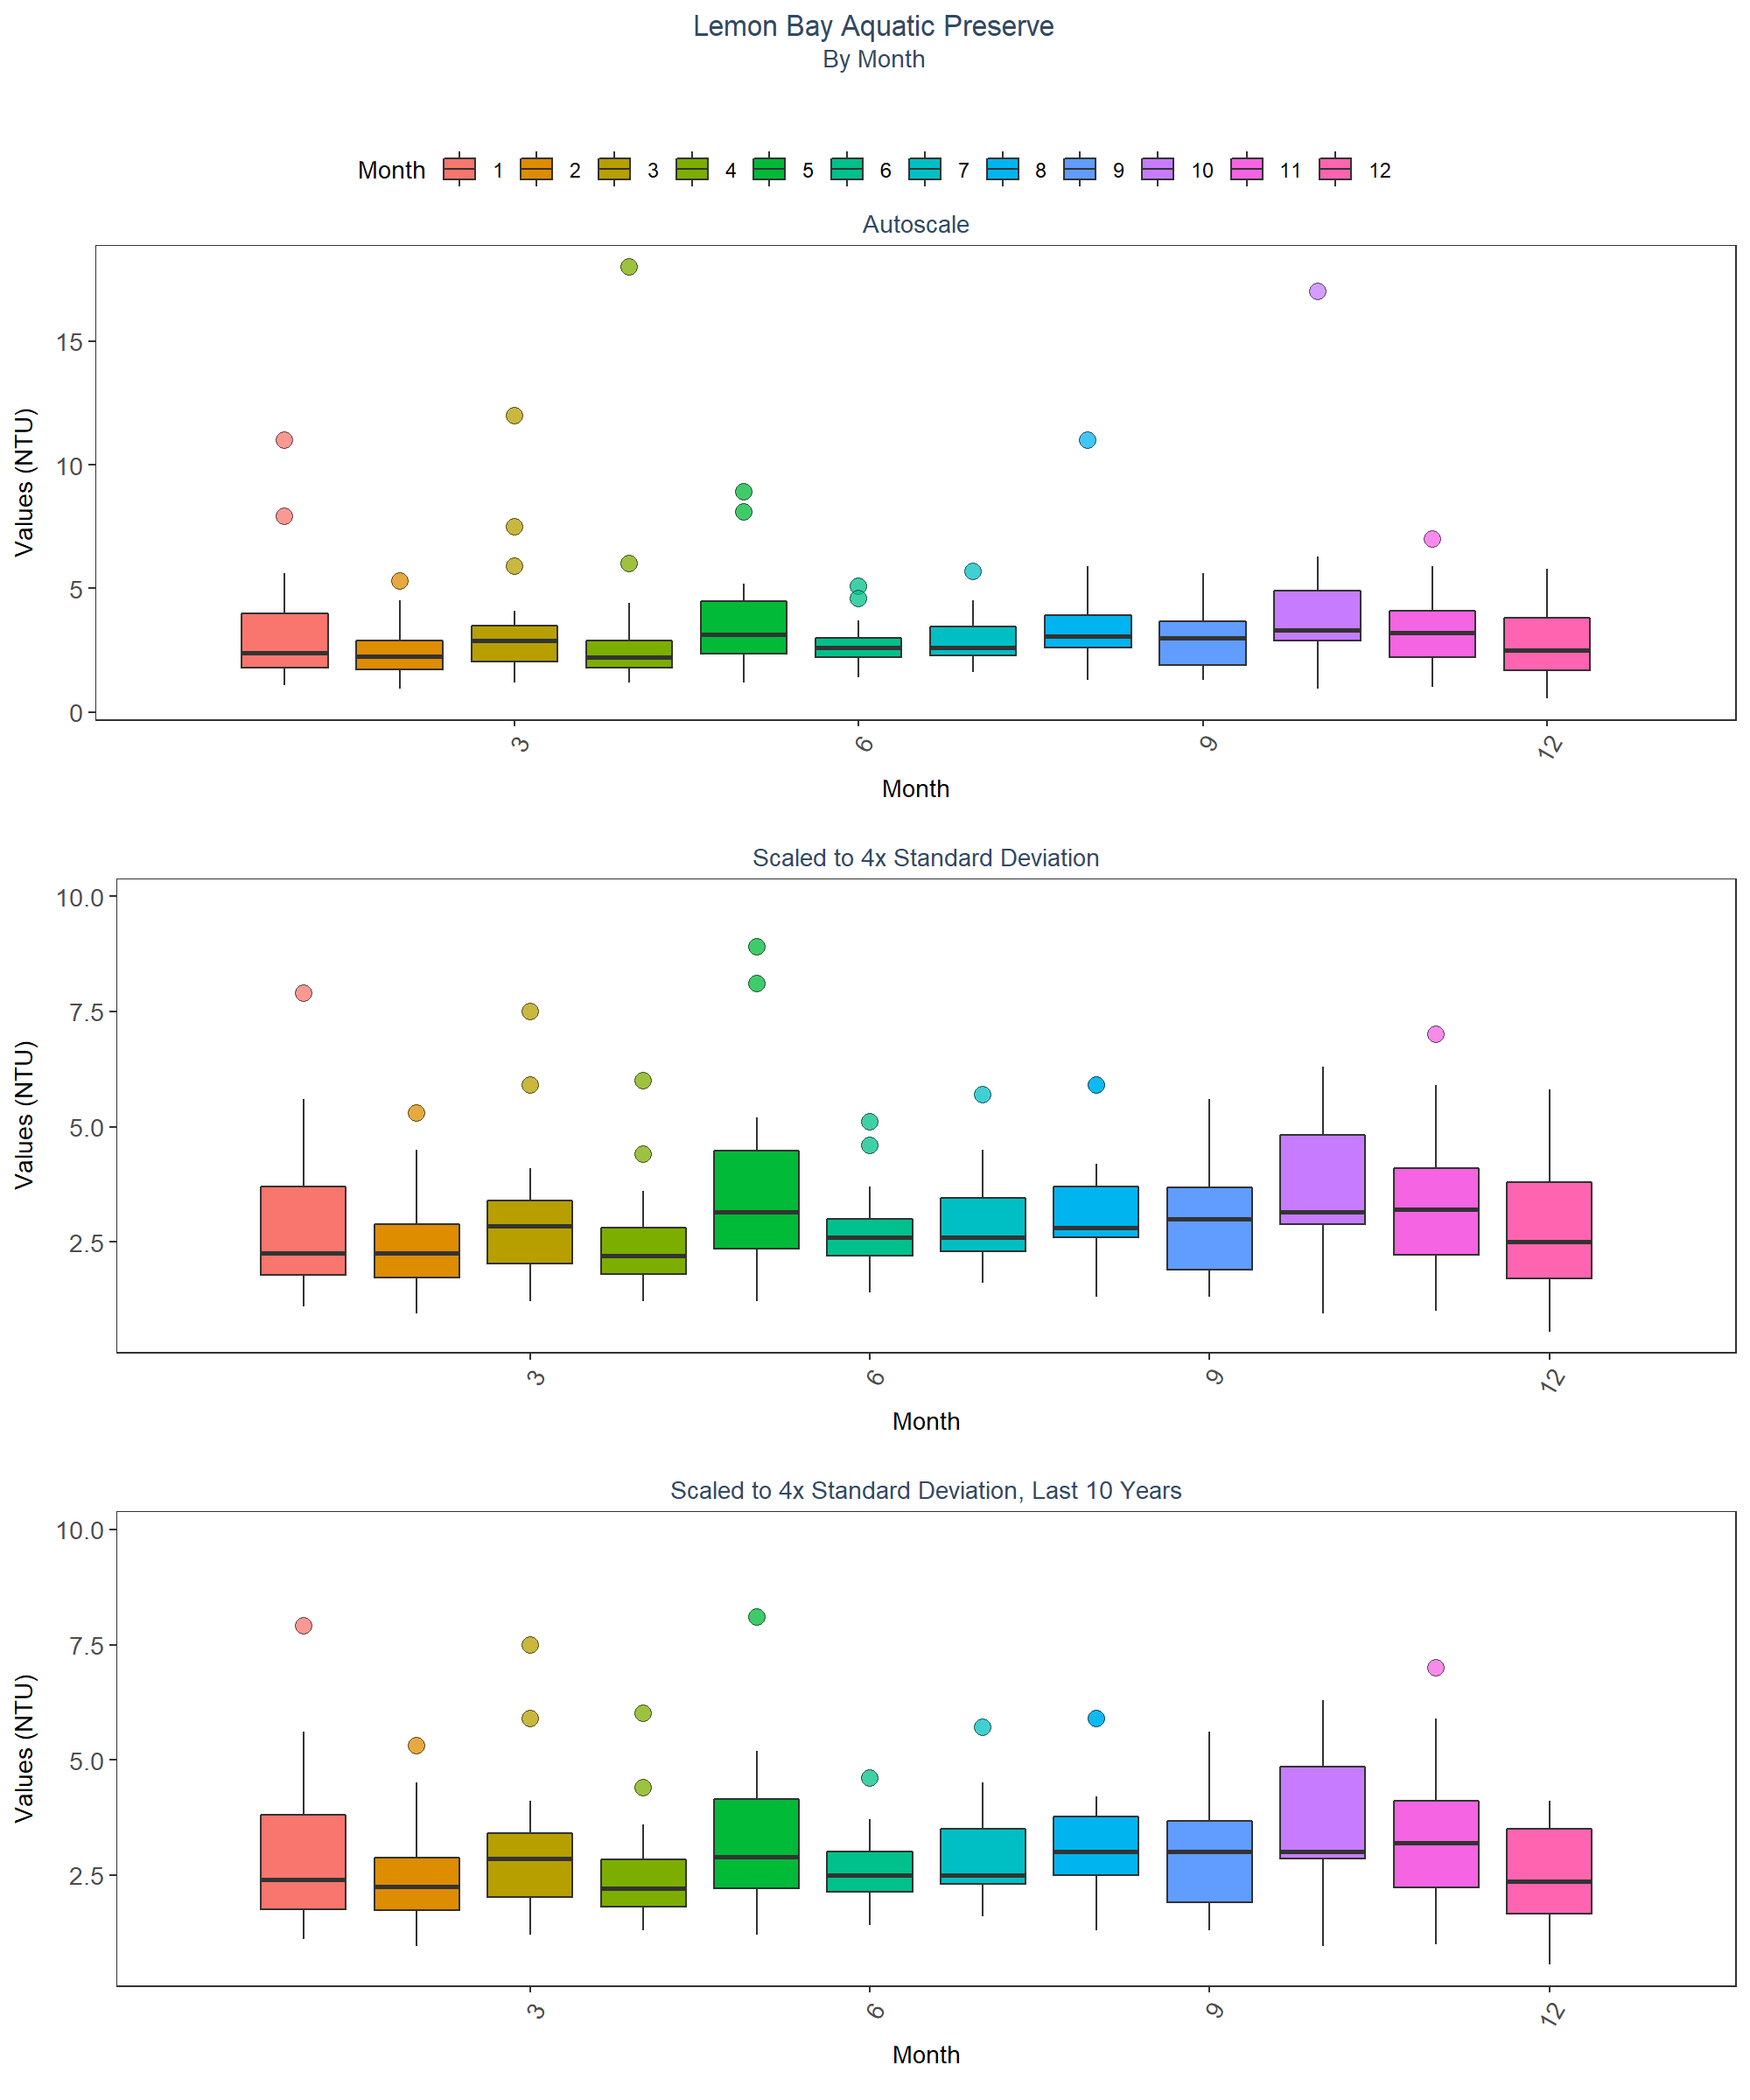 Lemon Bay Aquatic Preserve
By Month
Month 1 2 3 4 5 6 7 8 9 10 11 12
Autoscale
Values (NTU)
15
10
5
0
3 6 9 12
Month
Scaled to 4x Standard Deviation
Values (NTU)
10.0
7.5
5.0
2.5
3 6 9 12
Month
Scaled to 4x Standard Deviation, Last 10 Years
Values (NTU)
10.0
7.5
5.0
2.5
3 6 9 12
Month